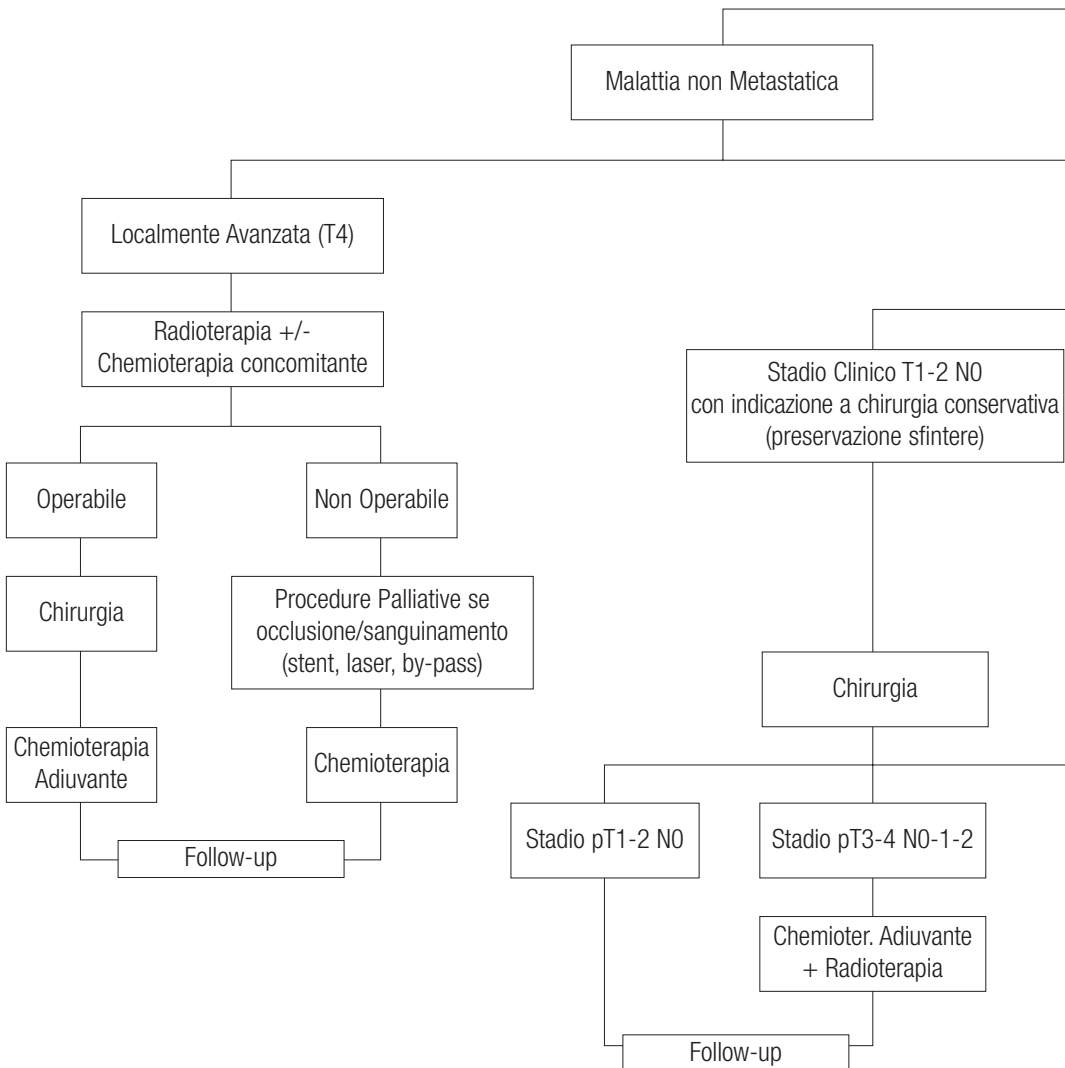 Malattia non Metastatica
Localmente Avanzata (T4)
Radioterapia +/-
Chemioterapia concomitante
Operabile
Non Operabile
Chirurgia
Procedure Palliative se
occlusione/sanguinamento
(stent, laser, by-pass)
Chemioterapia
Adiuvante
Chemioterapia
Follow-up
Stadio Clinico T1-2 N0
con indicazione a chirurgia conservativa
(preservazione sfintere)
Chirurgia
Stadio pT1-2 N0
Stadio pT3-4 N0-1-2
Chemioter. Adiuvante
+ Radioterapia
Follow-up